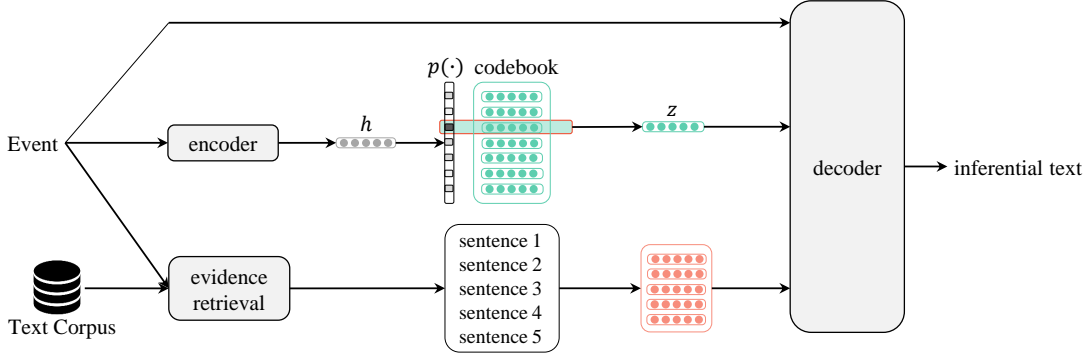 p(·) codebook
h
z
Event
encoder
decoder
inferential text
sentence 1
sentence 2
sentence 3
sentence 4
sentence 5
evidence
retrieval
Text Corpus